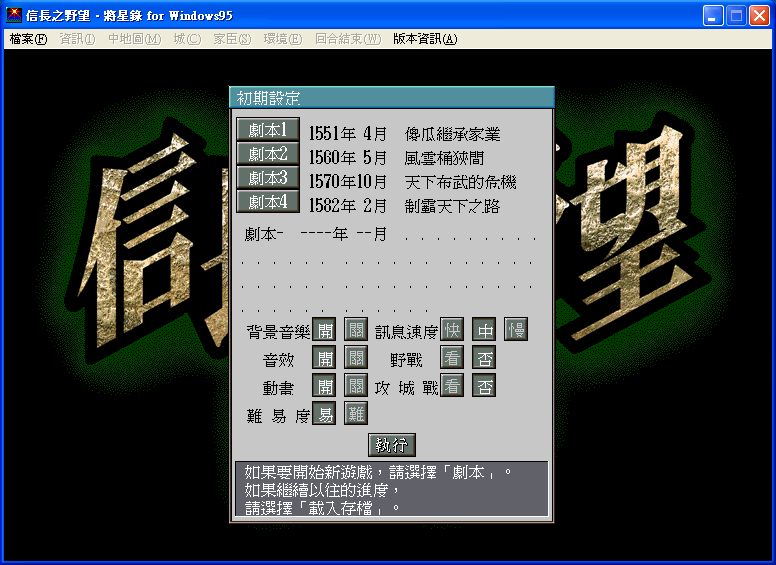 信長之野望・將星錄 for Windows95
檔案(F) 資訊(I) 中地圖(M) 城(C) 家臣(S) 環境(E) 回合結束(W) 版本資訊(A)
初期設定
劇本1 1551年 4月 傻瓜繼承家業
劇本2 1560年 5月 風雲桶狹間
劇本3 1570年10月 天下布武的危機
劇本4 1582年 2月 制霸天下之路
劇本- ----年 --月 . . . . . . . . .
. . . . . . . . . . . . . . . . . . .
. . . . . . . . . . . . . . . . . . .
. . . . . . . . . . . .
信 望
背景音樂 開 關 訊息速度 快 中 慢
音效 開 關 野戰 看 否
動畫 開 關 攻城戰 看 否
難易度 易 難
執行
如果要開始新遊戲，請選擇「劇本」。
如果繼續以往的進度，
請選擇「載入存檔」。